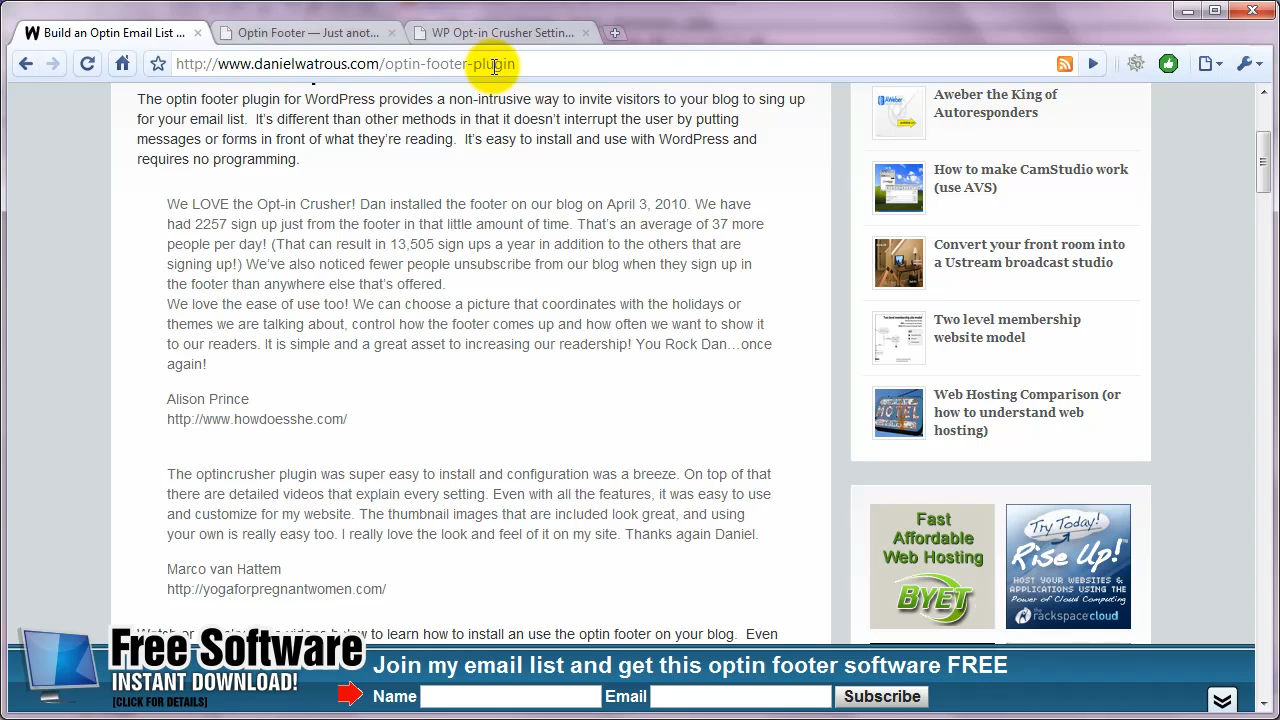 Build an Optin Email List ...
Optin Footer — Just anot...
WP Opt-in Crusher Settin...
http://www.danielwatrous.com/optin-footer-plugin
The optin footer plugin for WordPress provides a non-intrusive way to invite visitors to your blog to sing up
for your email list.  It's different than other methods in that it doesn't interrupt the user by putting
messages or forms in front of what they're reading.  It's easy to install and use with WordPress and
requires no programming.
We LOVE the Opt-in Crusher! Dan installed the footer on our blog on April 3, 2010. We have
had 2257 sign up just from the footer in that little amount of time. That's an average of 37 more
people per day! (That can result in 13,505 sign ups a year in addition to the others that are
signing up!) We've also noticed fewer people unsubscribe from our blog when they sign up in
the footer than anywhere else that's offered.
We love the ease of use too! We can choose a picture that coordinates with the holidays or
theme we are talking about, control how the footer comes up and how often we want to show it
to our readers. It is simple and a great asset to increasing our readership! You Rock Dan…once
again!
Alison Prince
http://www.howdoesshe.com/
The optincrusher plugin was super easy to install and configuration was a breeze. On top of that
there are detailed videos that explain every setting. Even with all the features, it was easy to use
and customize for my website. The thumbnail images that are included look great, and using
your own is really easy too. I really love the look and feel of it on my site. Thanks again Daniel.
Marco van Hattem
http://yogaforpregnantwomen.com/
below to learn how to install an use the optin footer on your blog.  Even
Aweber the King of
Autoresponders
How to make CamStudio work
(use AVS)
Convert your front room into
a Ustream broadcast studio
Two level membership
website model
Web Hosting Comparison (or
how to understand web
hosting)
Fast
Affordable
Web Hosting
BYET
Try Today!
Rise Up!
HOST YOUR WEBSITES &
APPLICATIONS USING THE
Power of Cloud Computing
rackspacecloud
Free Software
INSTANT DOWNLOAD!
[CLICK FOR DETAILS]
Join my email list and get this optin footer software FREE
Name
Email
Subscribe